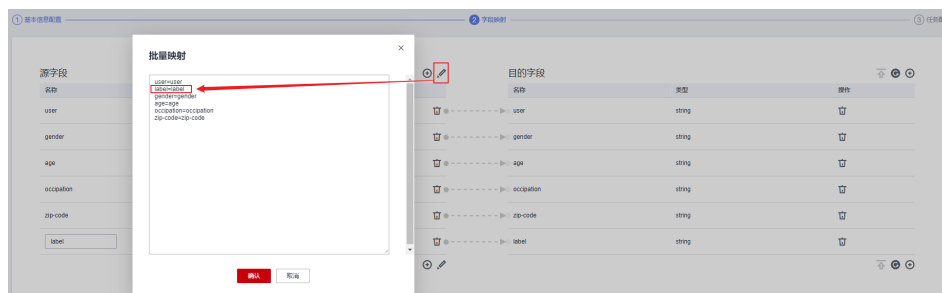 1 基本信息配置
2 字段映射
3 任务
批量映射
×
user=user
label=label
gender=gender
age=age
occipation=occipation
zip-code=zip-code
确认
取消
源字段
名称
user
gender
age
occipation
zip-code
label
目的字段
名称 类型 操作
user string
gender string
age string
occipation string
zip-code string
label string